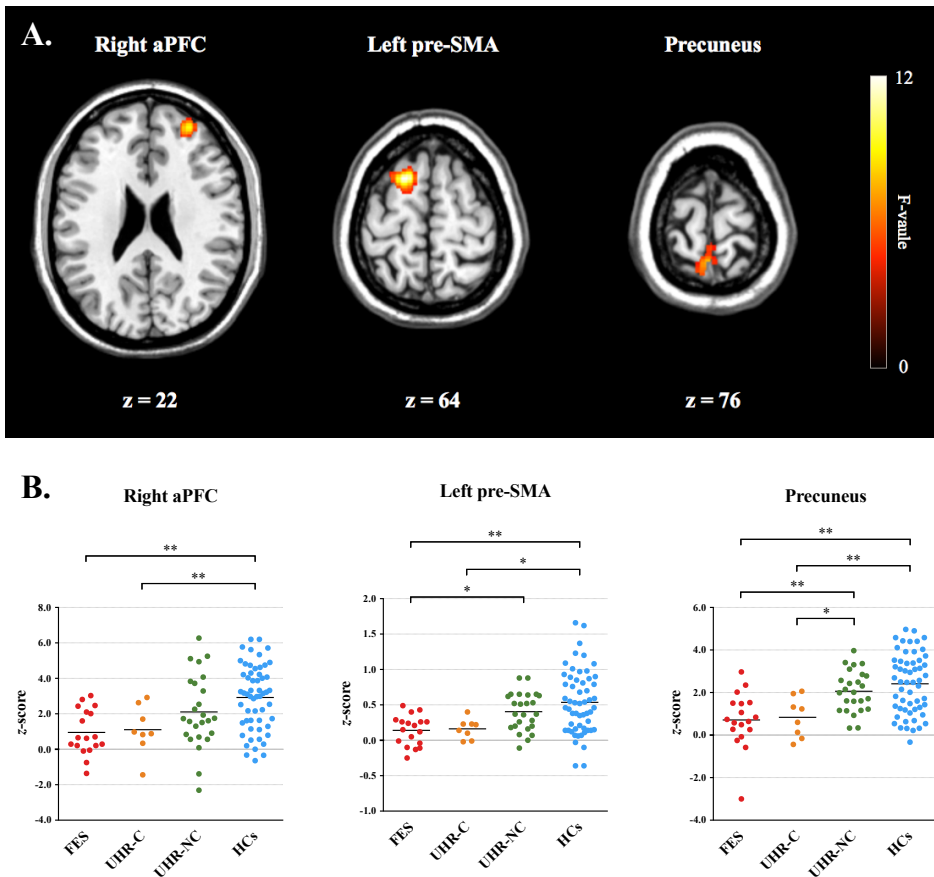 A.
Right aPFC
Left pre-SMA
Precuneus
12
F-vaule
0
z = 22
z = 64
z = 76
B.
Right aPFC
**
**
8.0
6.0
4.0
2.0
0.0
-2.0
-4.0
z-score
FES
UHR-C
UHR-NC
HCs
Left pre-SMA
**
*
*
2.0
1.5
1.0
0.5
0.0
-0.5
-1.0
z-score
FES
UHR-C
UHR-NC
HCs
Precuneus
**
**
**
*
6.0
4.0
2.0
0.0
-2.0
-4.0
z-score
FES
UHR-C
UHR-NC
HCs